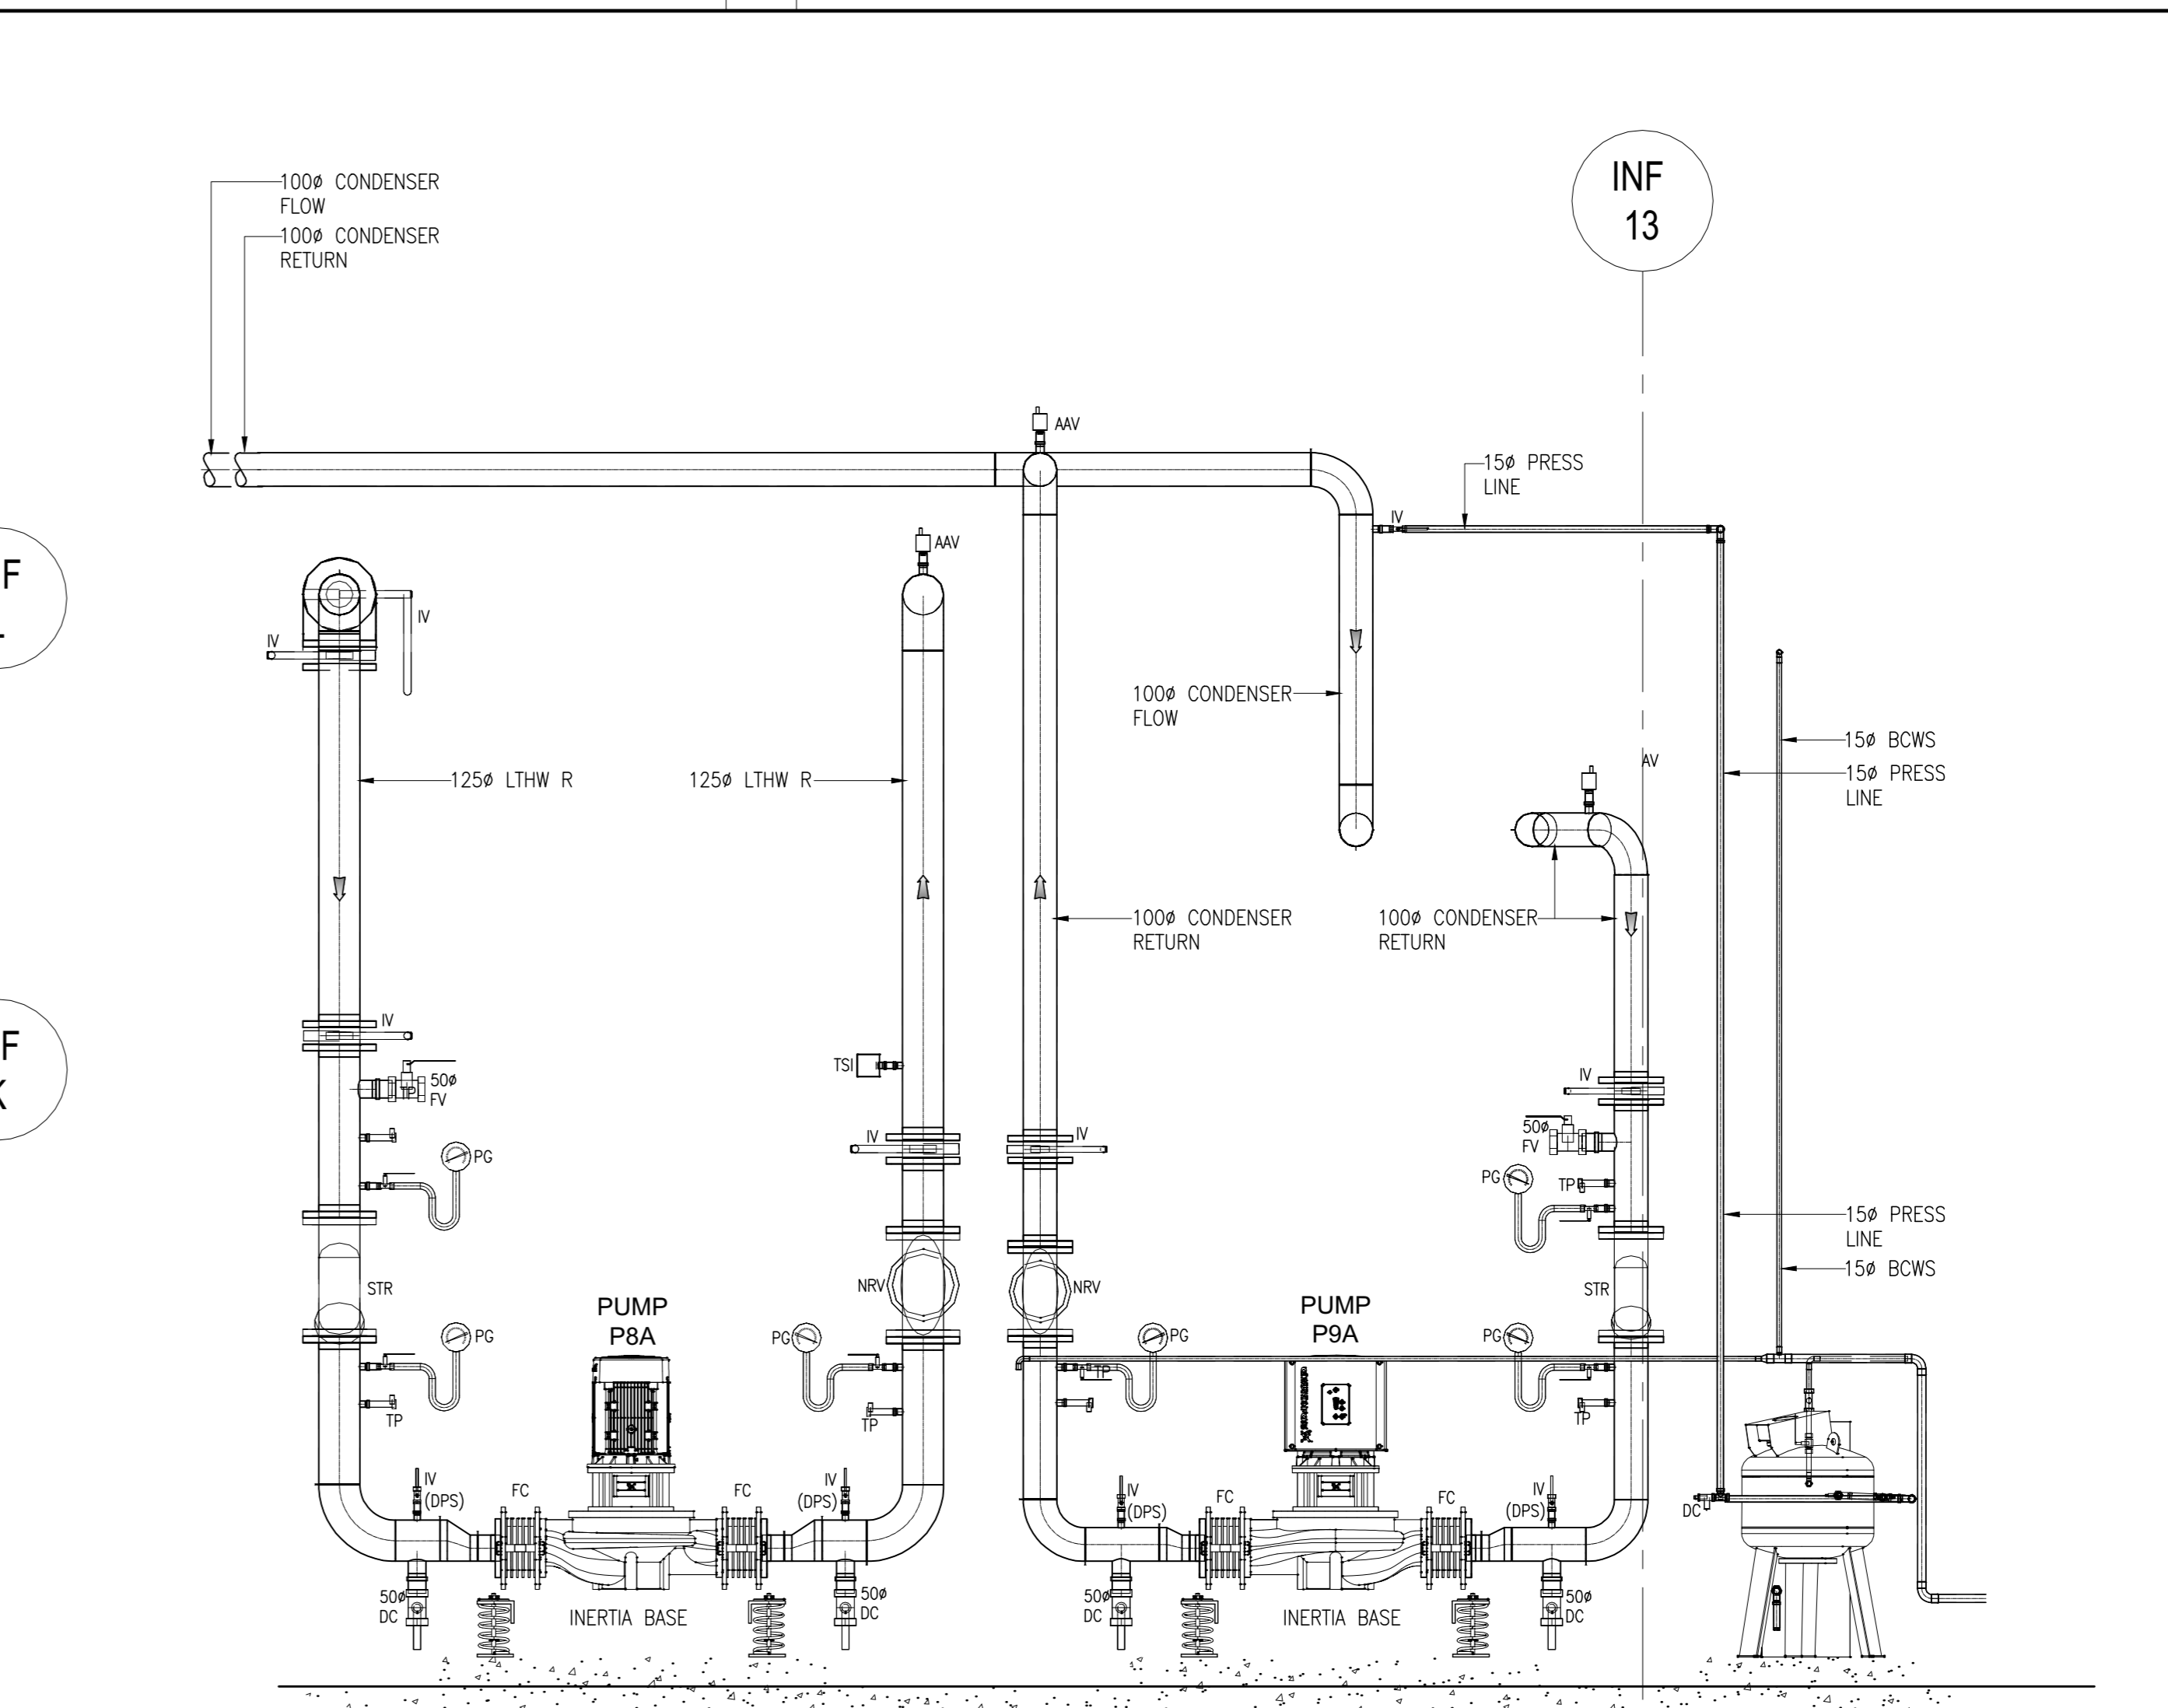 100ø CONDENSER
FLOW
100ø CONDENSER
RETURN
INF
13
AAV
15ø PRESS
LINE
IV
AAV
F
IV
IV
100ø CONDENSER
FLOW
15ø BCWS
15ø PRESS
LINE
AV
125ø LTHW R
125ø LTHW R
100ø CONDENSER
RETURN
100ø CONDENSER
RETURN
F
K
IV
TSI
50ø
FV
TP
IV
IV
IV
50ø
FV
PG
PG
TP
15ø PRESS
LINE
15ø BCWS
STR
NRV
NRV
STR
PUMP
P8A
PUMP
P9A
PG
PG
PG
PG
TP
TP
TP
TP
IV
(DPS)
FC
FC
IV
(DPS)
IV
(DPS)
FC
FC
IV
(DPS)
DC
50ø
DC
INERTIA BASE
50ø
DC
50ø
DC
INERTIA BASE
50ø
DC